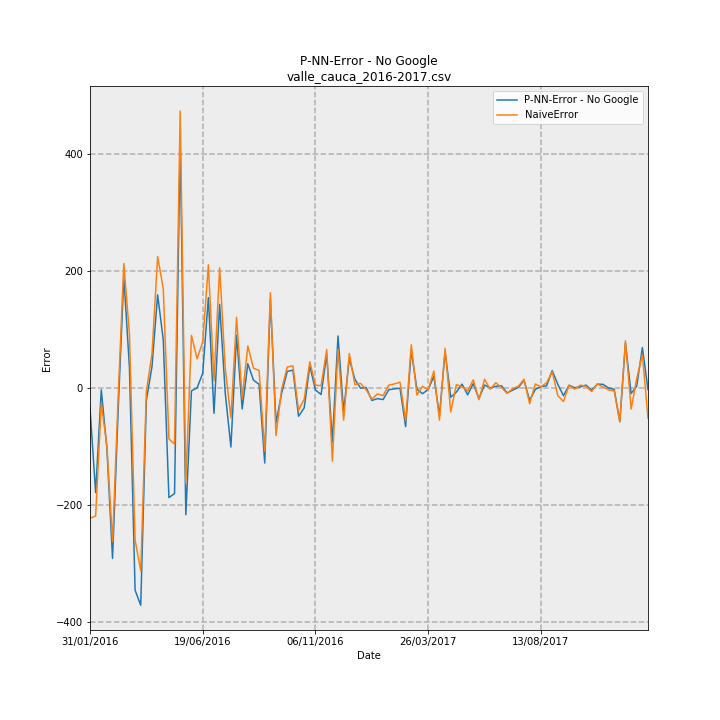 P-NN-Error - No Google
valle_cauca_2016-2017.csv
P-NN-Error - No Google
NaiveError
400
200
0
−200
−400
Error
31/01/2016 19/06/2016 06/11/2016 26/03/2017 13/08/2017
Date